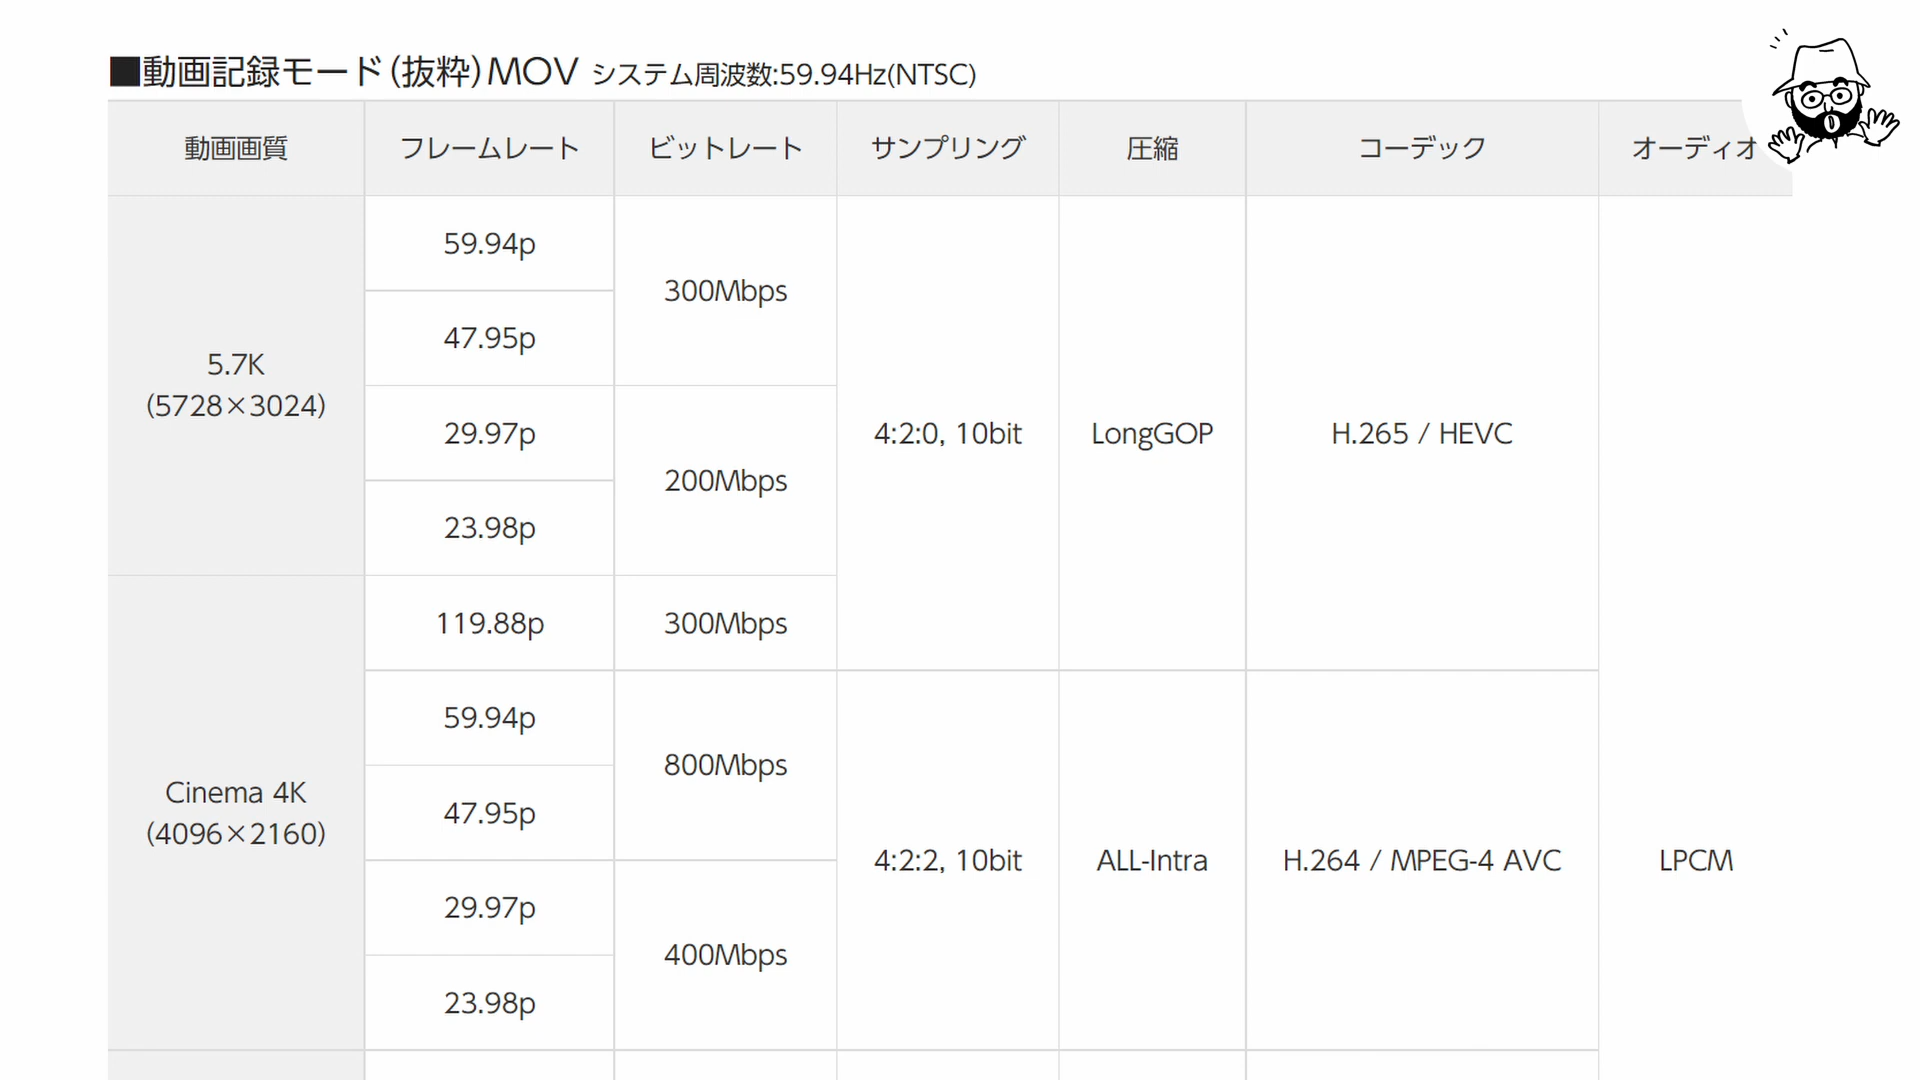 ■動画記録モード(抜粋)MOV システム周波数:59.94Hz(NTSC)
動画画質 フレームレート ビットレート サンプリング 圧縮 コーデック オーディオ
59.94p
300Mbps
47.95p
5.7K
(5728×3024)
29.97p
4:2:0, 10bit LongGOP H.265 / HEVC
200Mbps
23.98p
119.88p 300Mbps
59.94p
800Mbps
47.95p
Cinema 4K
(4096×2160)
4:2:2, 10bit ALL-Intra H.264 / MPEG-4 AVC LPCM
29.97p
400Mbps
23.98p